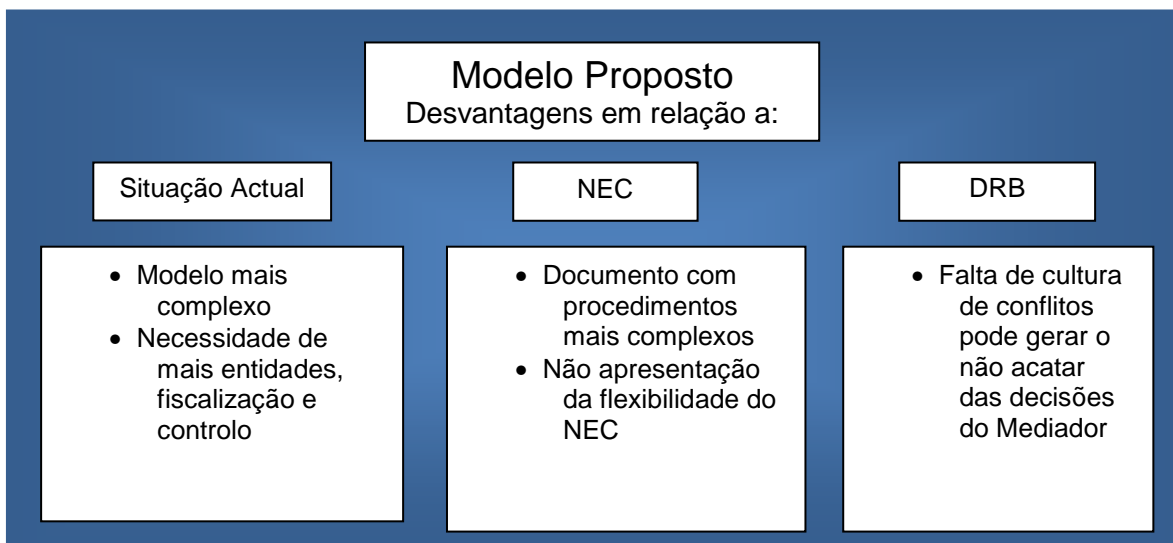 Modelo Proposto
Desvantagens em relação a:
Situação Actual
NEC
DRB
• Modelo mais
complexo
• Necessidade de
mais entidades,
fiscalização e
controlo
• Documento com
procedimentos
mais complexos
• Não apresentação
da flexibilidade do
NEC
• Falta de cultura
de conflitos
pode gerar o
não acatar
das decisões
do Mediador